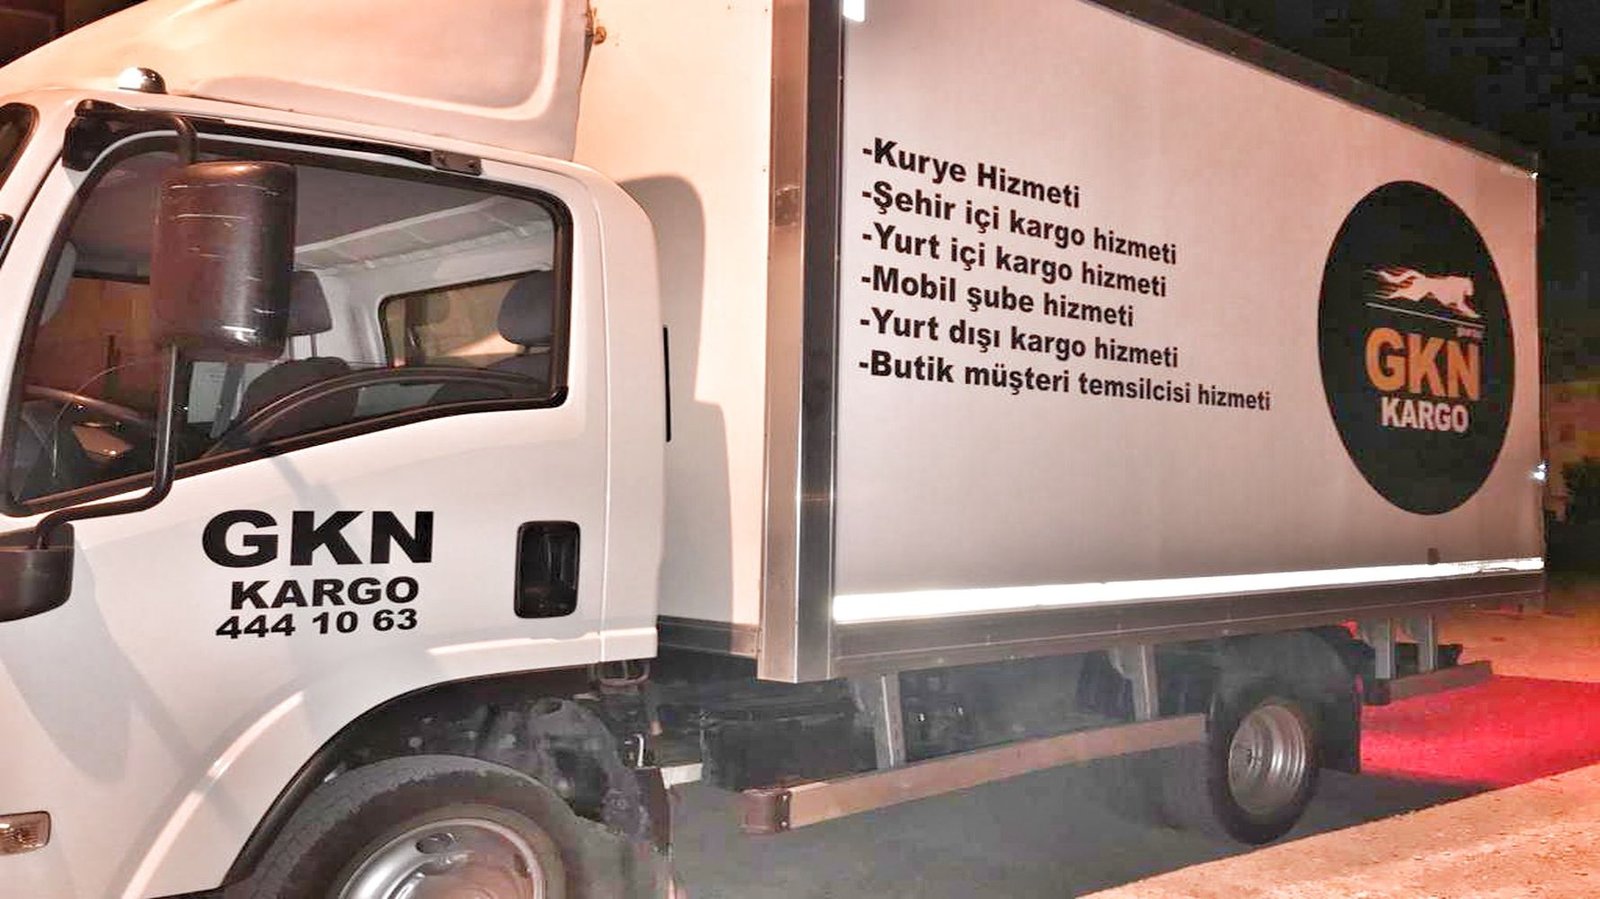 -Kurye Hizmeti
-Şehir içi kargo hizmeti
-Yurt içi kargo hizmeti
-Mobil şube hizmeti
-Yurt dışı kargo hizmeti
-Butik müşteri temsilcisi hizmeti
GKN
KARGO
GKN
KARGO
444 10 63